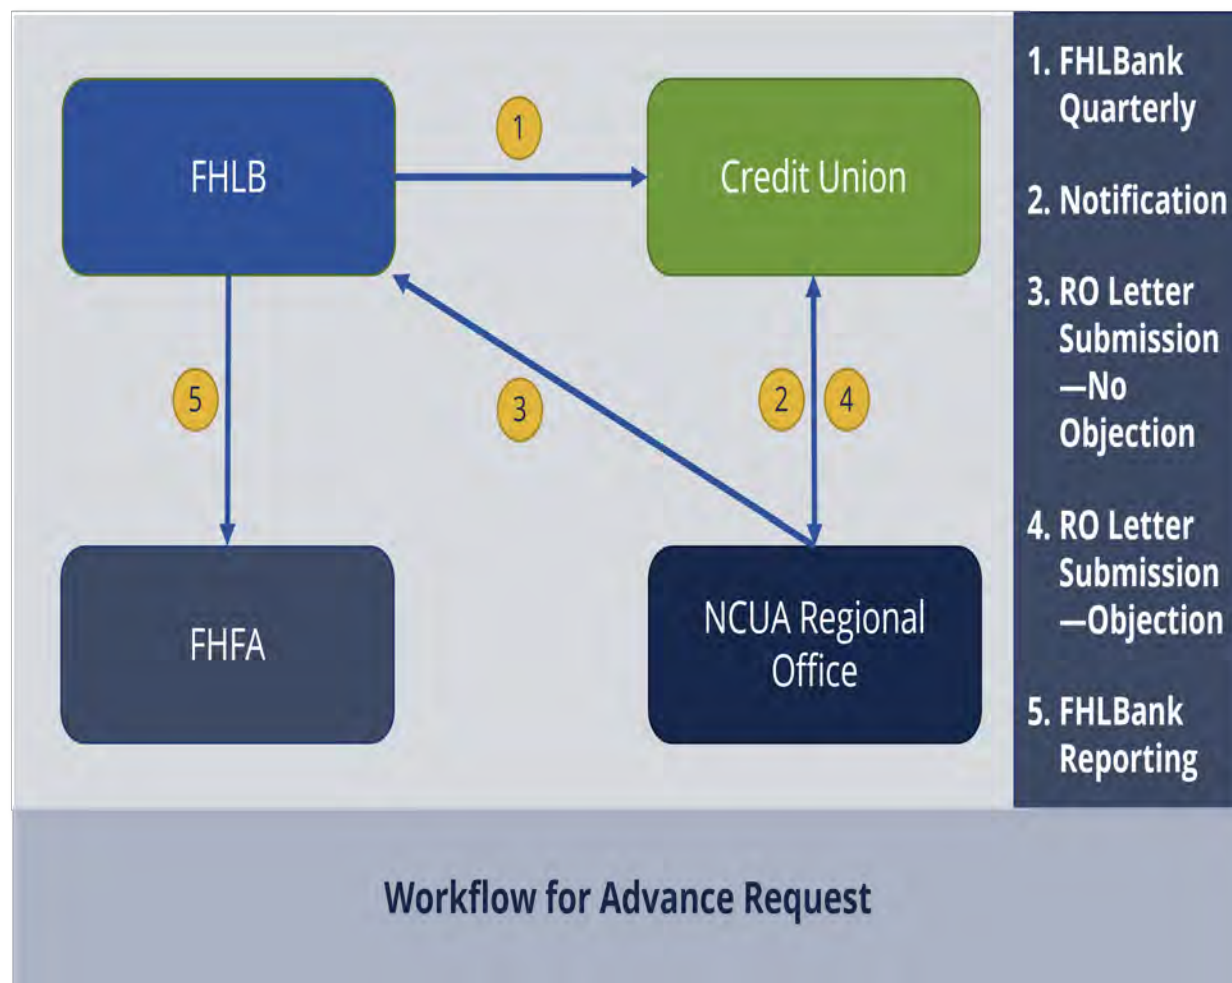 FHLB
1
Credit Union
5
3
2
4
FHFA
NCUA Regional
Office
1. FHLBank
Quarterly
2. Notification
3. RO Letter
Submission
—No
Objection
4. RO Letter
Submission
—Objection
5. FHLBank
Reporting
Workflow for Advance Request